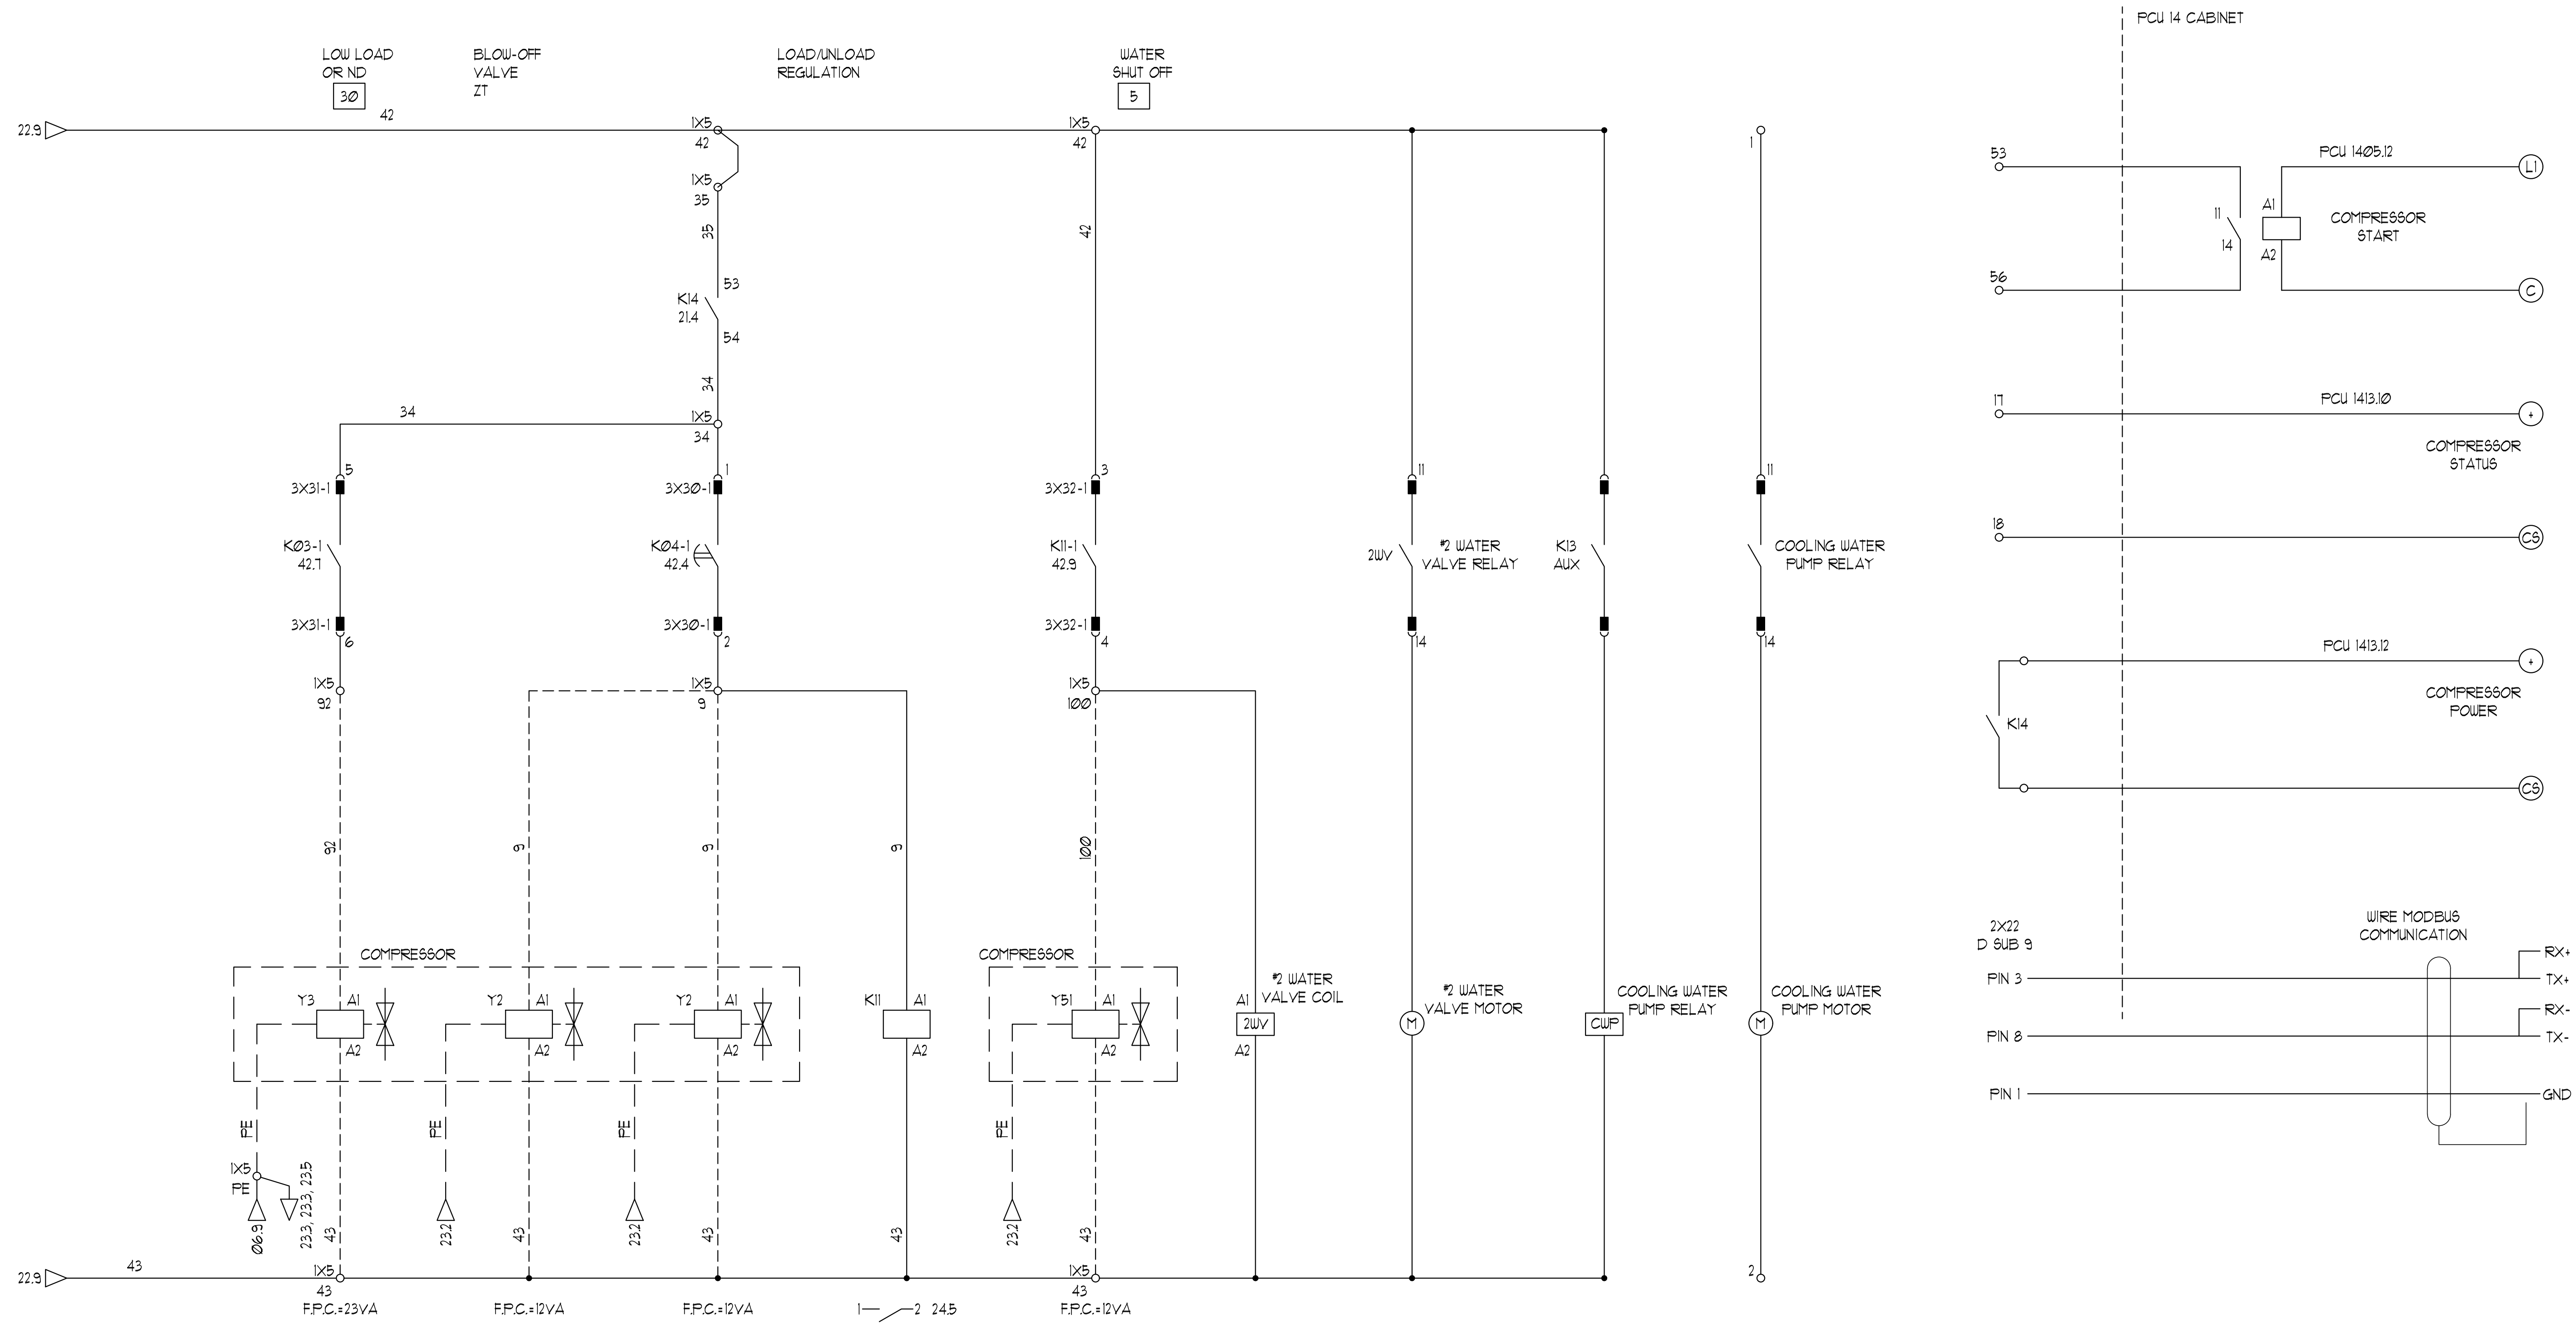 PCU 14 CABINET
LOW LOAD
OR ND
30
BLOW-OFF
VALVE
ZT
LOAD/UNLOAD
REGULATION
WATER
SHUT OFF
5
22.9
42
1X5
42
1X5
42
1
1X5
35
35
42
53
K14
21.4
54
34
34
1X5
34
5
3X31-1
1
3X30-1
3
3X32-1
11
11
K03-1
42.7
K04-1
42.4
K11-1
42.9
2WV
#2 WATER
VALVE RELAY
K13
AUX
COOLING WATER
PUMP RELAY
3X31-1
6
3X30-1
2
3X32-1
4
14
14
1X5
92
1X5
9
1X5
100
92
9
9
9
100
COMPRESSOR
COMPRESSOR
Y3
A1
A2
Y2
A1
A2
Y2
A1
A2
K11
A1
A2
Y51
A1
A2
#2 WATER
VALVE COIL
A1
2WV
A2
#2 WATER
VALVE MOTOR
M
COOLING WATER
PUMP RELAY
CWP
COOLING WATER
PUMP MOTOR
M
PE
PE
PE
PE
1X5
PE
06.9
23.3, 23.3, 23.5
43
23.2
43
23.2
43
43
23.2
43
22.9
43
1X5
43
1X5
43
2
F.P.C.=23VA
F.P.C.=12VA
F.P.C.=12VA
1
2
24.5
F.P.C.=12VA
53
PCU 1405.12
L1
11
14
A1
A2
COMPRESSOR
START
56
C
17
PCU 1413.10
+
COMPRESSOR
STATUS
18
CS
PCU 1413.12
+
COMPRESSOR
POWER
K14
CS
2X22
D SUB 9
WIRE MODBUS
COMMUNICATION
RX+
PIN 3
TX+
RX-
PIN 8
TX-
PIN 1
GND